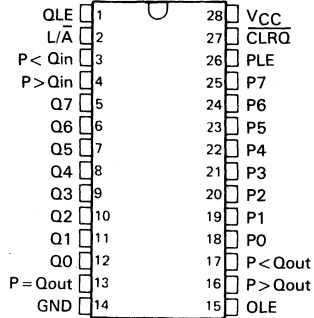 QLE 1 28 VCC
L/A̅ 2 27 C̅L̅R̅Q̅
P<Qin 3 26 PLE
P>Qin 4 25 P7
Q7 5 24 P6
Q6 6 23 P5
Q5 7 22 P4
Q4 8 21 P3
Q3 9 20 P2
Q2 10 19 P1
Q1 11 18 P0
Q0 12 17 P<Qout
P=Qout 13 16 P>Qout
GND 14 15 OLE